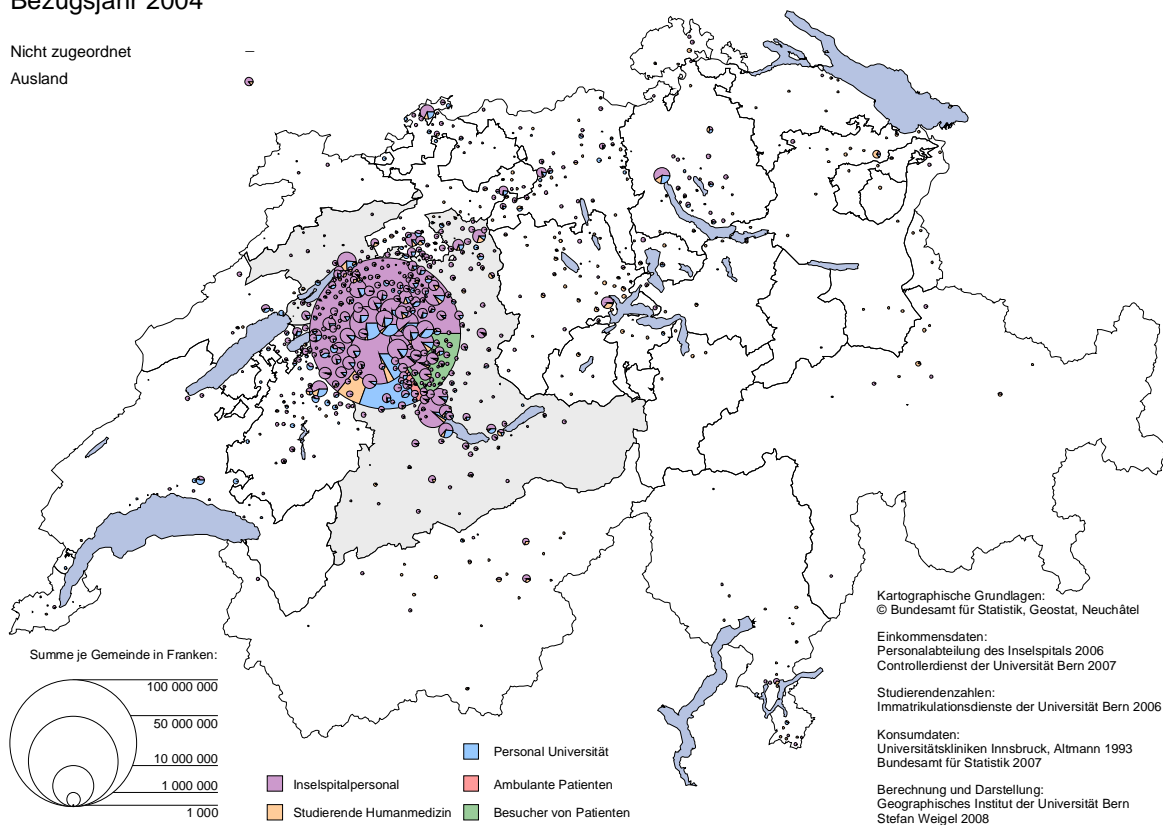 Bezugsjahr 2004
Nicht zugeordnet –
Ausland
Summe je Gemeinde in Franken:
100 000 000
50 000 000
10 000 000
1 000 000
1 000
Inselspitalpersonal
Studierende Humanmedizin
Personal Universität
Ambulante Patienten
Besucher von Patienten
Kartographische Grundlagen:
© Bundesamt für Statistik, Geostat, Neuchâtel
Einkommensdaten:
Personalabteilung des Inselspitals 2006
Controllerdienst der Universität Bern 2007
Studierendenzahlen:
Immatrikulationsdienste der Universität Bern 2006
Konsumdaten:
Universitätskliniken Innsbruck, Altmann 1993
Bundesamt für Statistik 2007
Berechnung und Darstellung:
Geographisches Institut der Universität Bern
Stefan Weigel 2008